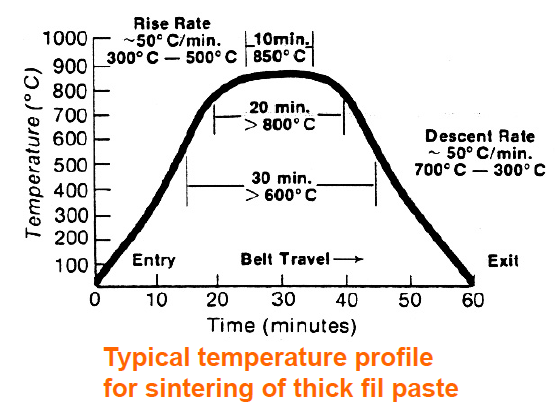 Rise Rate
~50° C/min.
300° C — 500° C
10min.
850° C
1000
900
800
700
600
500
400
300
200
100
Temperature (°C)
20 min.
> 800° C
30 min.
> 600° C
Descent Rate
~ 50° C/min.
700° C — 300° C
Entry
Belt Travel
Exit
0 10 20 30 40 50 60
Time (minutes)
Typical temperature profile
for sintering of thick fil paste